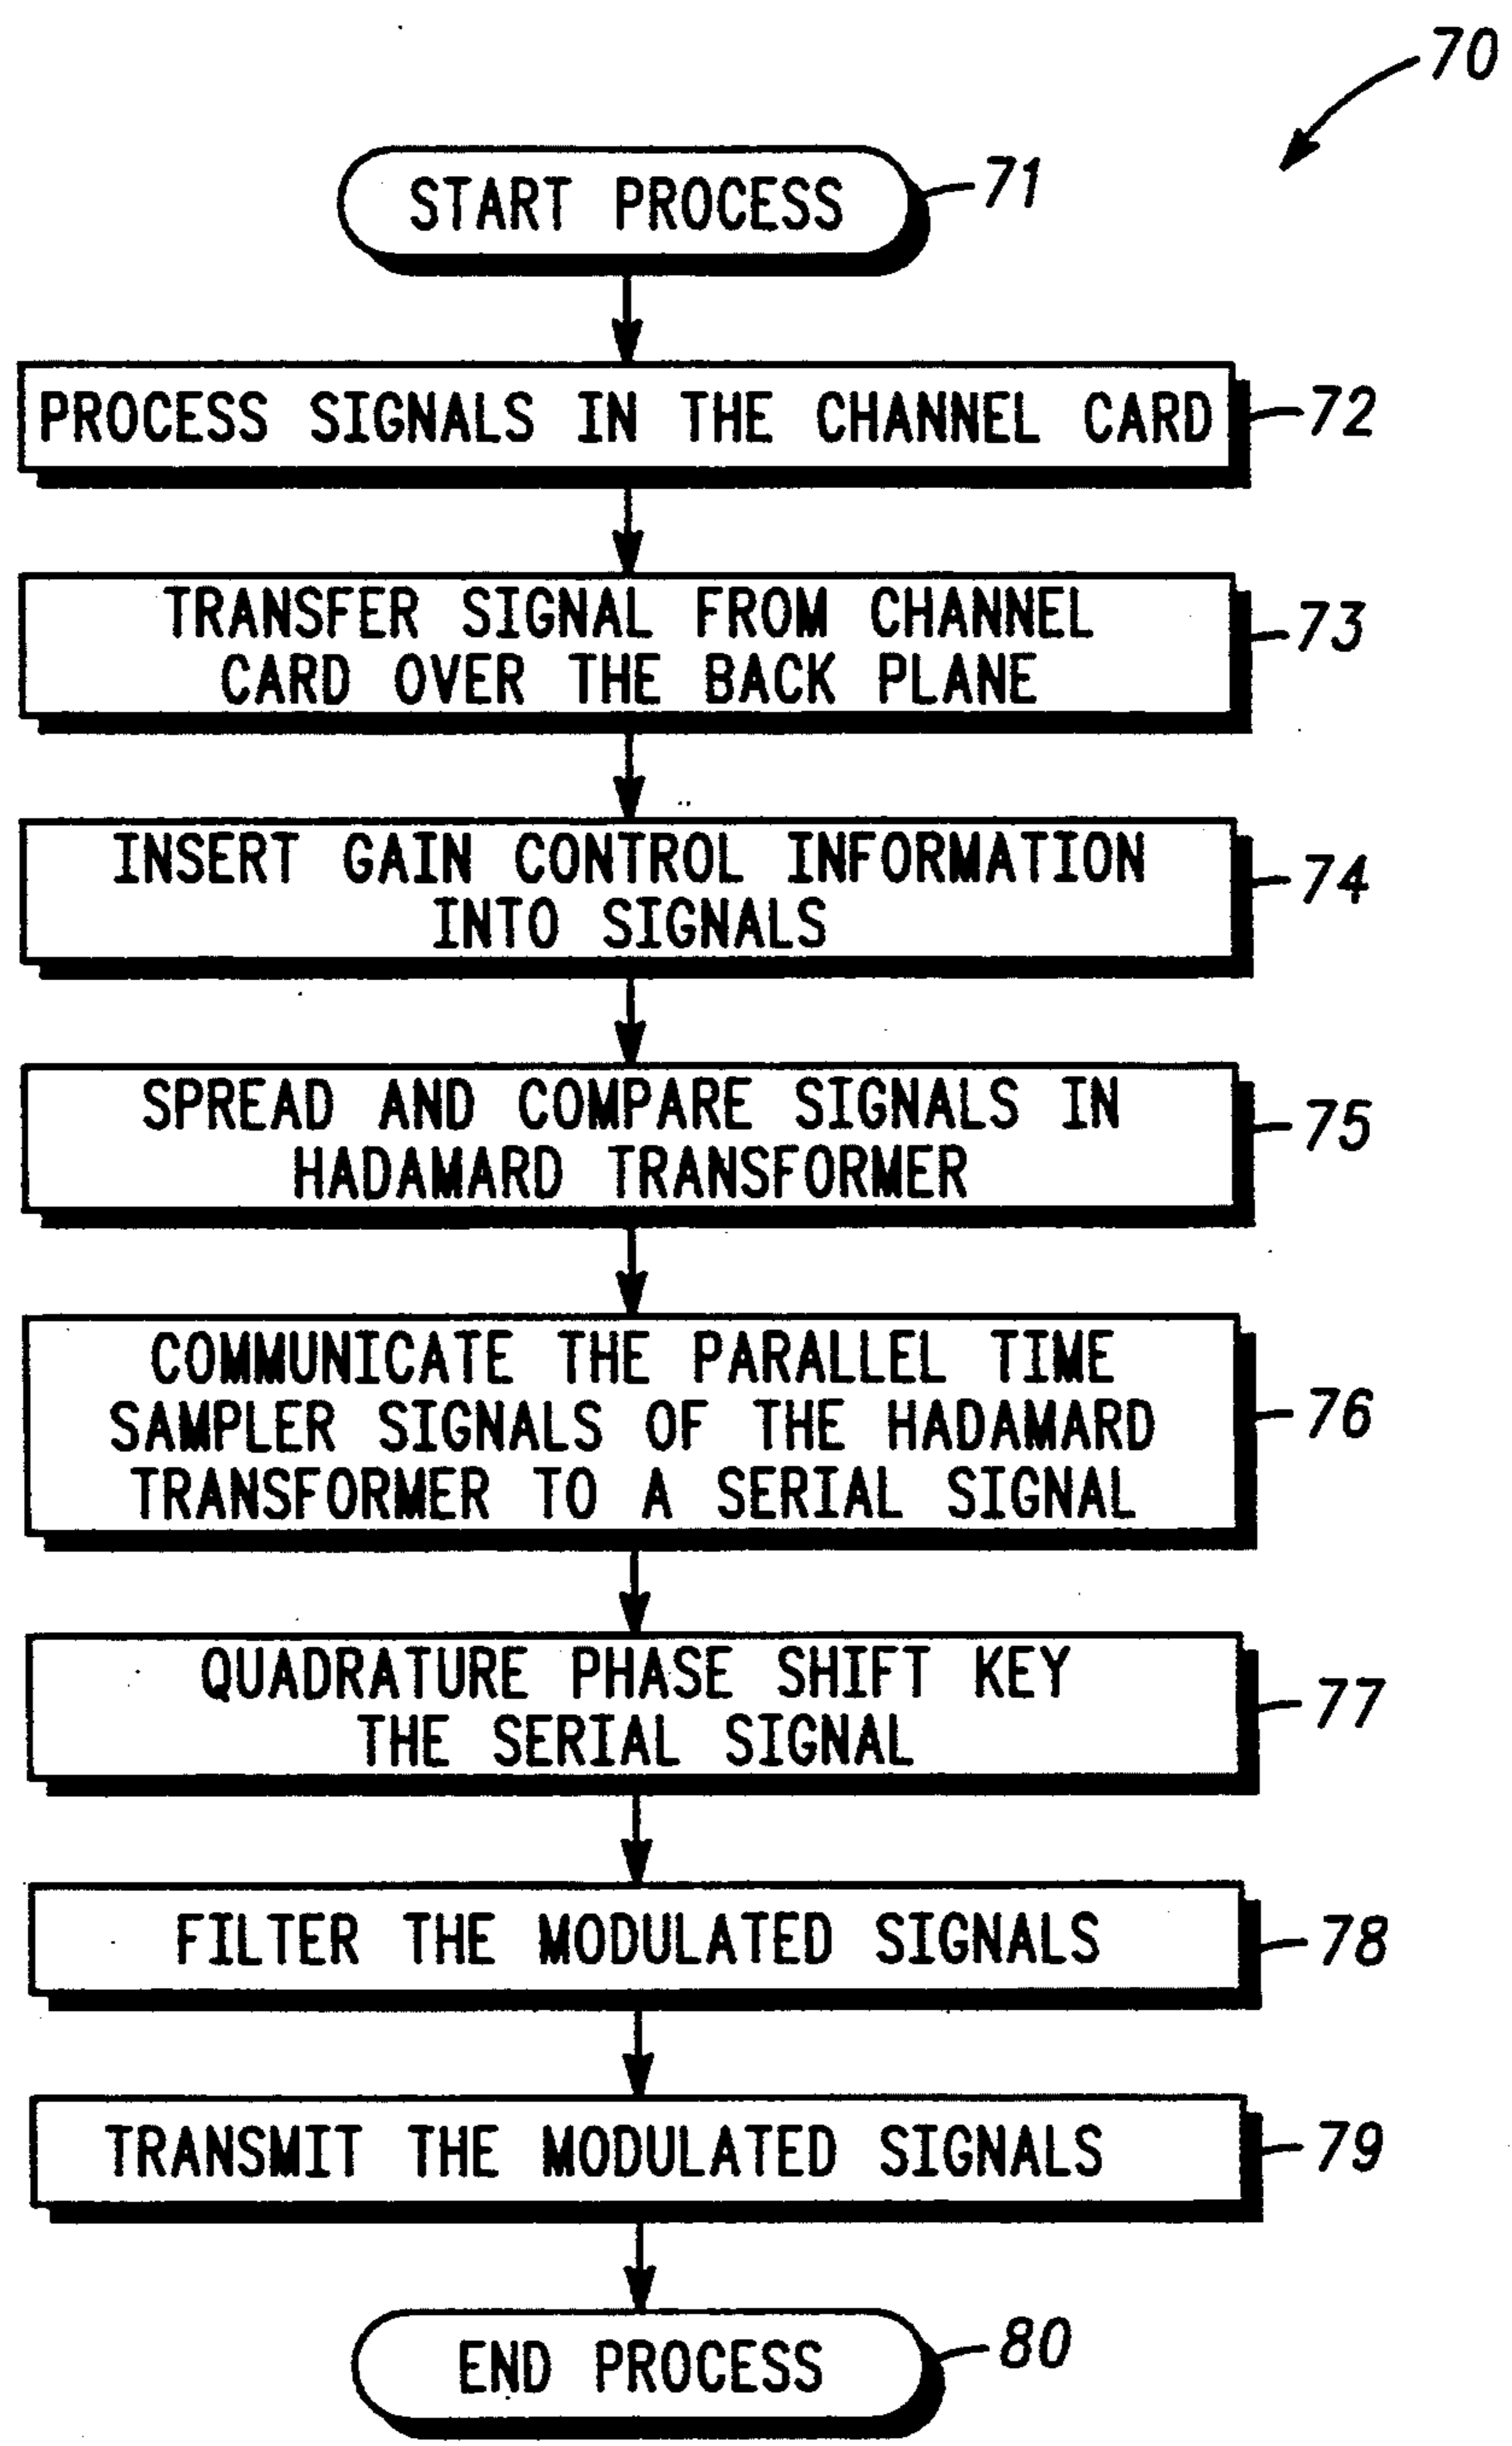 70
START PROCESS
71
PROCESS SIGNALS IN THE CHANNEL CARD
72
TRANSFER SIGNAL FROM CHANNEL
CARD OVER THE BACK PLANE
73
INSERT GAIN CONTROL INFORMATION
INTO SIGNALS
74
SPREAD AND COMPARE SIGNALS IN
HADAMARD TRANSFORMER
75
COMMUNICATE THE PARALLEL TIME
SAMPLER SIGNALS OF THE HADAMARD
TRANSFORMER TO A SERIAL SIGNAL
76
QUADRATURE PHASE SHIFT KEY
THE SERIAL SIGNAL
77
FILTER THE MODULATED SIGNALS
78
TRANSMIT THE MODULATED SIGNALS
79
END PROCESS
80